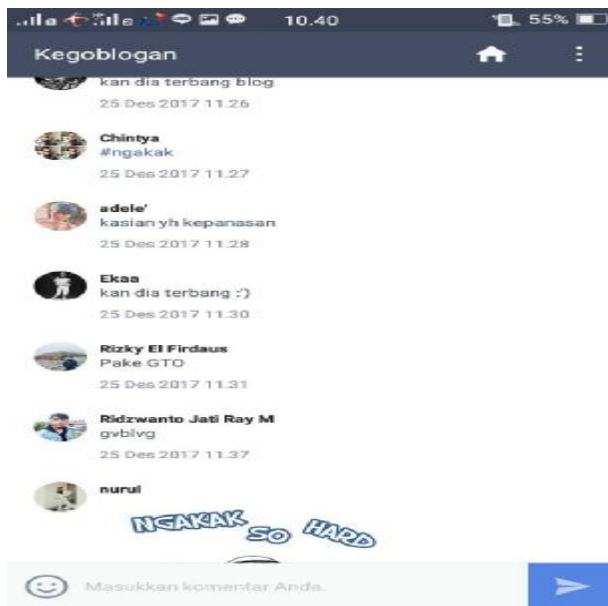 10.40
55%
Kegoblogan
kan dia terbang blog
25 Des 2017 11.26
Chintya
#ngakak
25 Des 2017 11.27
adele'
kasian yh kepanasan
25 Des 2017 11.28
Ekaa
kan dia terbang :')
25 Des 2017 11.30
Rizky El Firdaus
Pake GTO
25 Des 2017 11.31
Ridzwanto Jati Ray M
gvblvg
25 Des 2017 11.37
nurul
NGAKAK SO HARD
Masukkan komentar Anda.